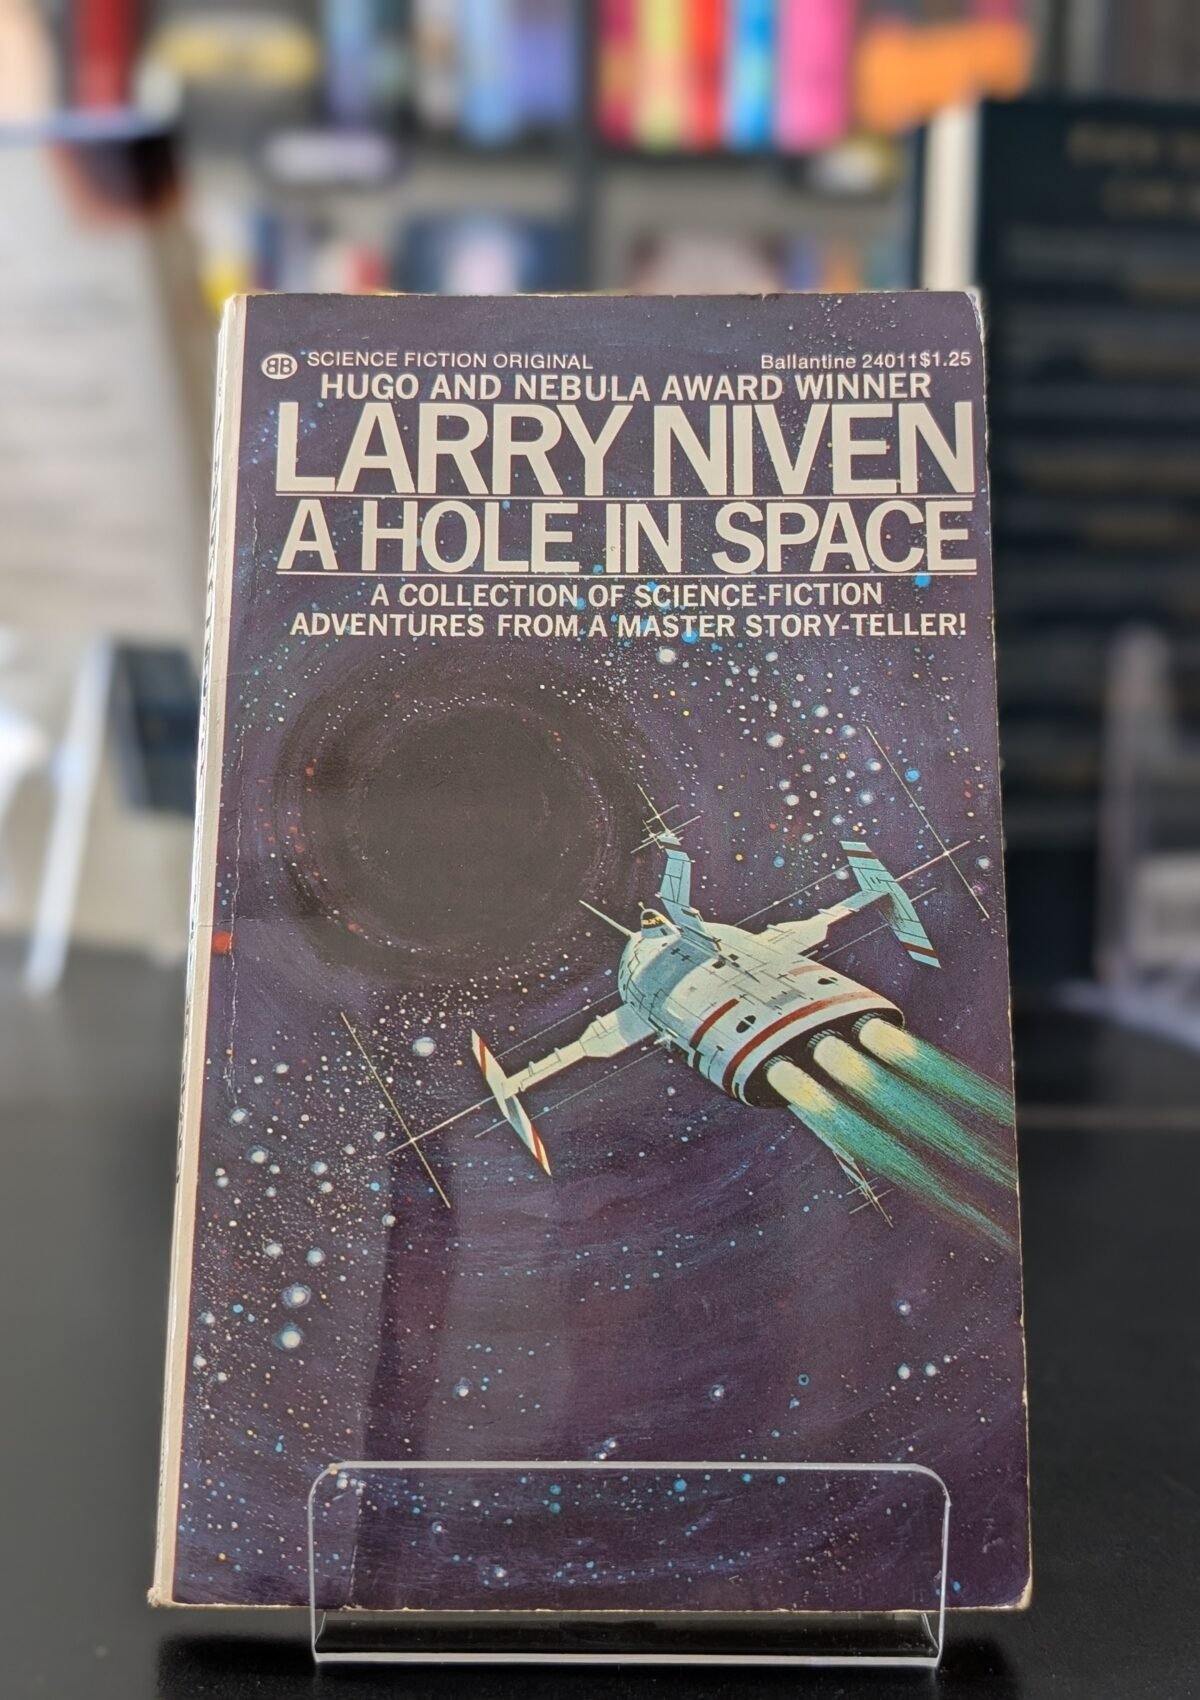 BB SCIENCE FICTION ORIGINAL Ballantine 24011 $1.25
HUGO AND NEBULA AWARD WINNER
LARRY NIVEN
A HOLE IN SPACE
A COLLECTION OF SCIENCE-FICTION
ADVENTURES FROM A MASTER STORY-TELLER!